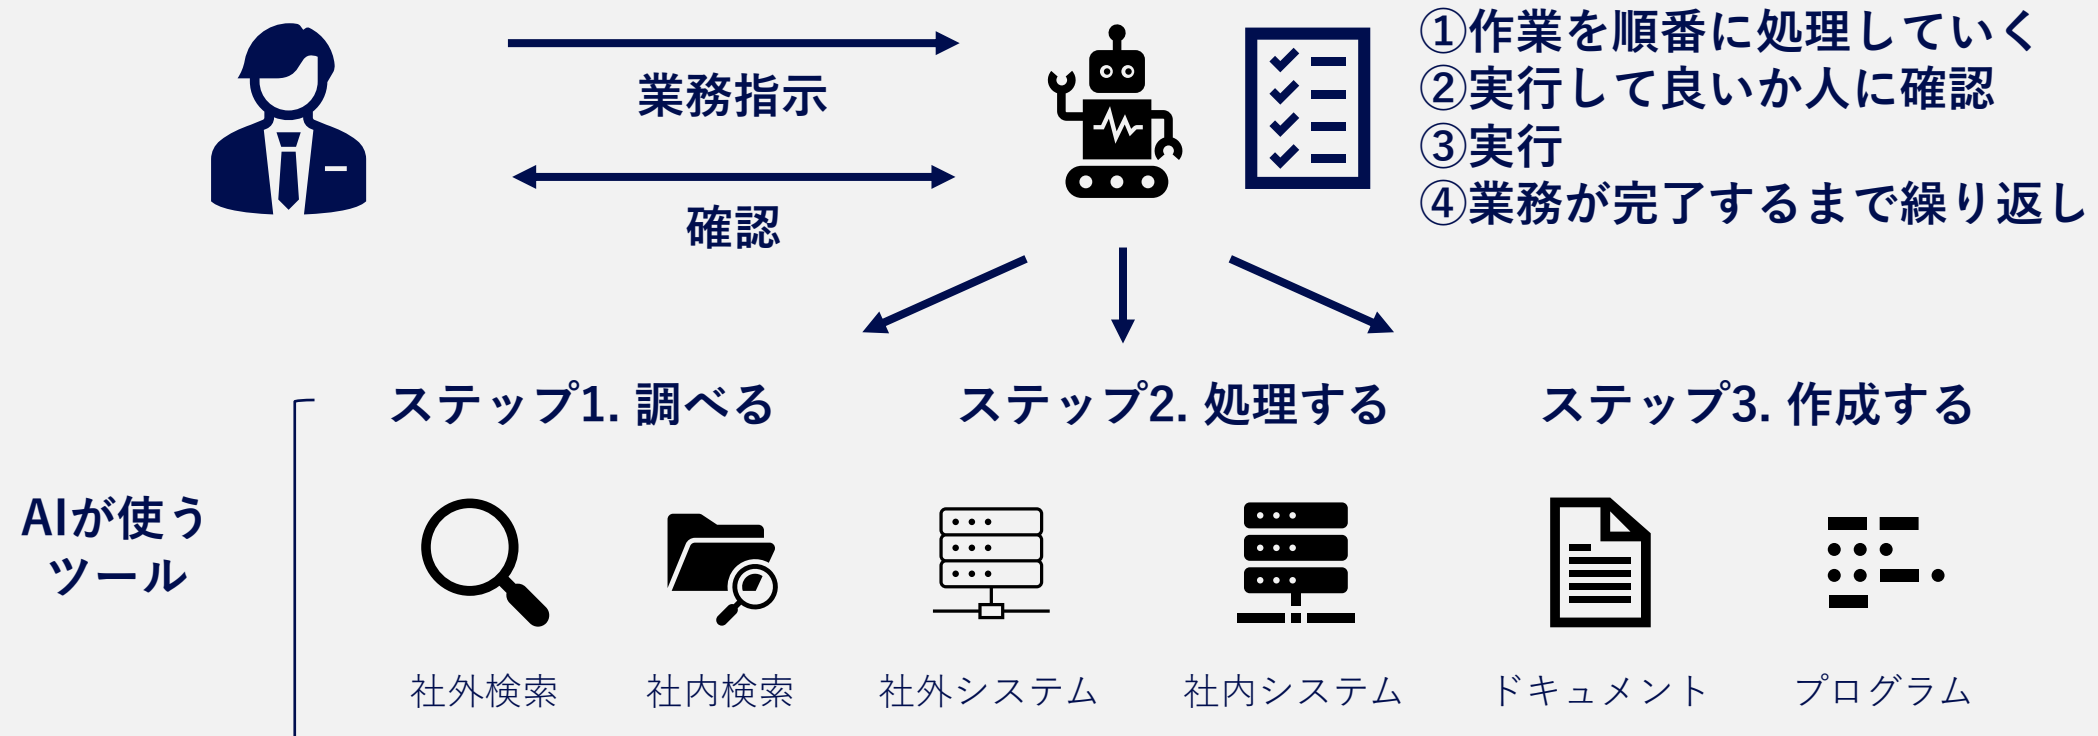 ①作業を順番に処理していく
②実行して良いか人に確認
③実行
④業務が完了するまで繰り返し
業務指示
確認
ステップ1. 調べる
ステップ2. 処理する
ステップ3. 作成する
AIが使う
ツール
社外検索
社内検索
社外システム
社内システム
ドキュメント
プログラム